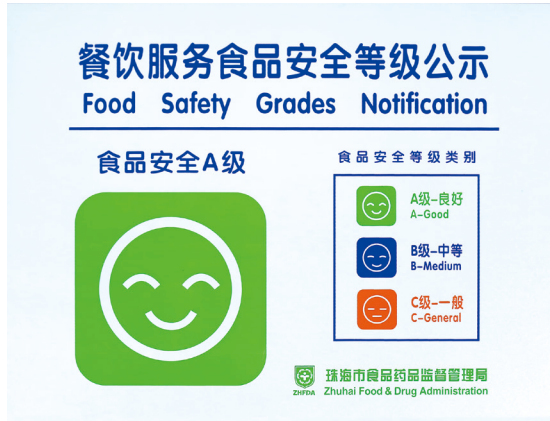 餐饮服务食品安全等级公示
Food Safety Grades Notification
食品安全A级
食品安全等级类别
A级-良好
A-Good
B级-中等
B-Medium
C级-一般
C-General
ZHFDA
珠海市食品药品监督管理局
Zhuhai Food & Drug Administration